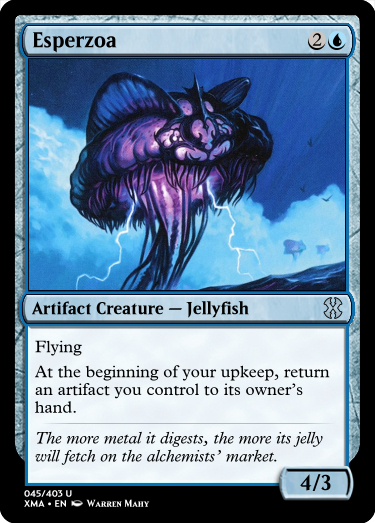 Esperzoa 2
Artifact Creature — Jellyfish
Flying
At the beginning of your upkeep, return
an artifact you control to its owner's
hand.
The more metal it digests, the more its jelly
will fetch on the alchemists' market.
4/3
045/403 U
XMA • EN Warren Mahy